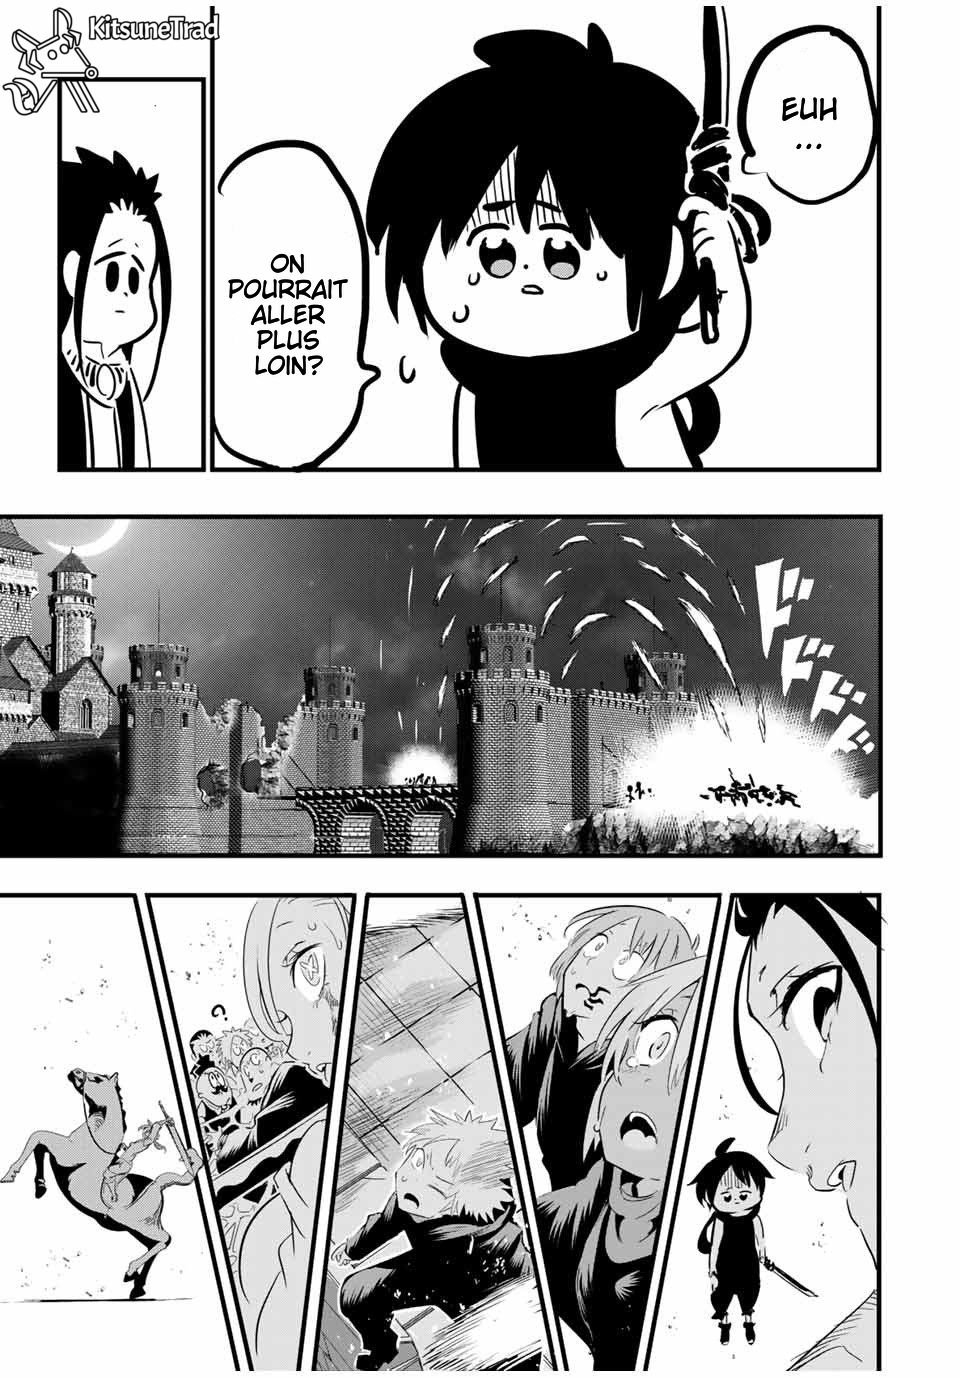 KitsuneTrad
EUH
...
ON
POURRAIT
ALLER
PLUS
LOIN?
ドドドド